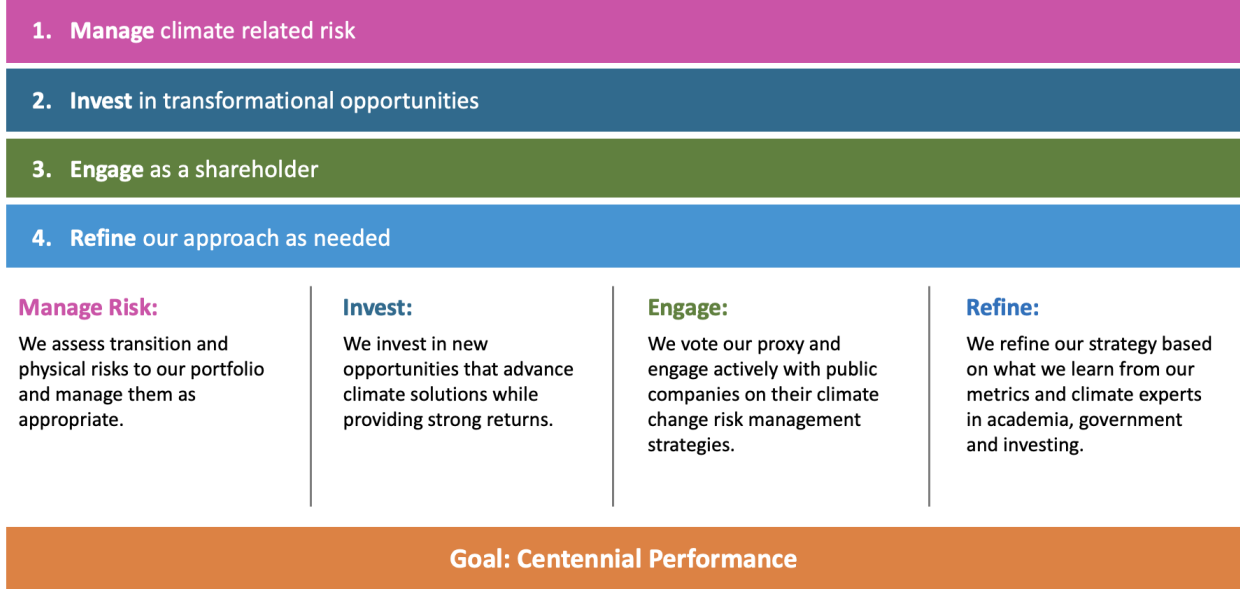 1. Manage climate related risk
2. Invest in transformational opportunities
3. Engage as a shareholder
4. Refine our approach as needed
Manage Risk:
We assess transition and
physical risks to our portfolio
and manage them as
appropriate.
Invest:
We invest in new
opportunities that advance
climate solutions while
providing strong returns.
Engage:
We vote our proxy and
engage actively with public
companies on their climate
change risk management
strategies.
Refine:
We refine our strategy based
on what we learn from our
metrics and climate experts
in academia, government
and investing.
Goal: Centennial Performance